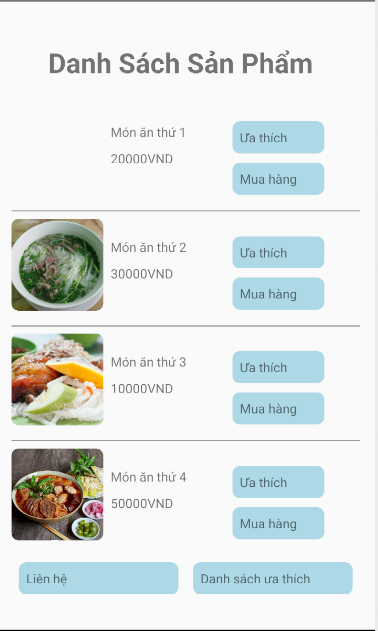 Danh Sách Sản Phẩm
Món ăn thứ 1
20000VND
Ưa thích
Mua hàng
Món ăn thứ 2
30000VND
Ưa thích
Mua hàng
Món ăn thứ 3
10000VND
Ưa thích
Mua hàng
Món ăn thứ 4
50000VND
Ưa thích
Mua hàng
Liên hệ
Danh sách ưa thích